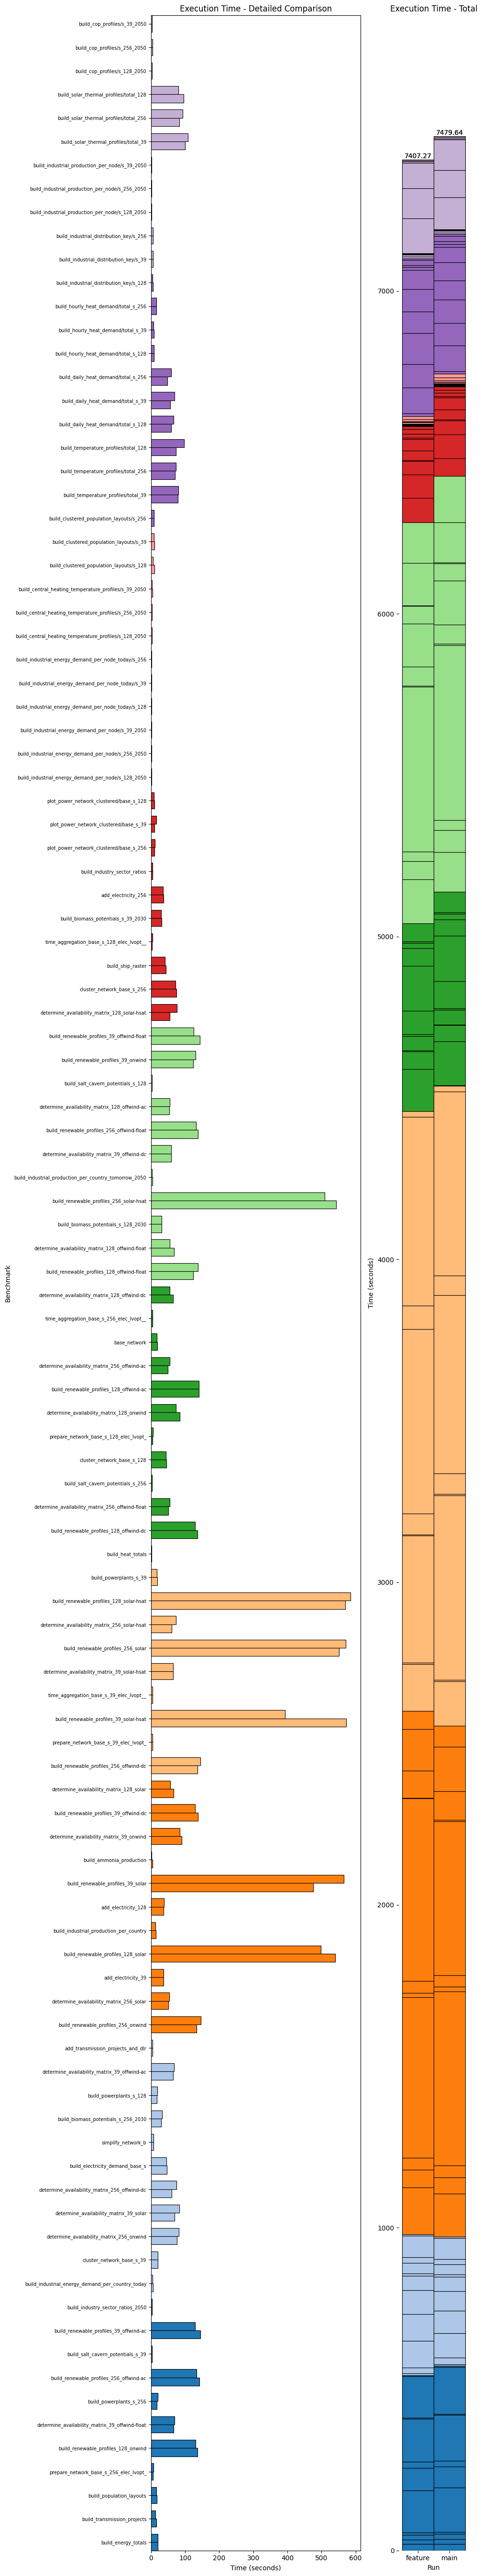 Execution Time - Detailed Comparison
build_cop_profiles/s_39_2050
build_cop_profiles/s_256_2050
build_cop_profiles/s_128_2050
build_solar_thermal_profiles/total_128
build_solar_thermal_profiles/total_256
build_solar_thermal_profiles/total_39
build_industrial_production_per_node/s_39_2050
build_industrial_production_per_node/s_256_2050
build_industrial_production_per_node/s_128_2050
build_industrial_distribution_key/s_256
build_industrial_distribution_key/s_39
build_industrial_distribution_key/s_128
build_hourly_heat_demand/total_s_256
build_hourly_heat_demand/total_s_39
build_hourly_heat_demand/total_s_128
build_daily_heat_demand/total_s_256
build_daily_heat_demand/total_s_39
build_daily_heat_demand/total_s_128
build_temperature_profiles/total_128
build_temperature_profiles/total_256
build_temperature_profiles/total_39
build_clustered_population_layouts/s_256
build_clustered_population_layouts/s_39
build_clustered_population_layouts/s_128
build_central_heating_temperature_profiles/s_39_2050
build_central_heating_temperature_profiles/s_256_2050
build_central_heating_temperature_profiles/s_128_2050
build_industrial_energy_demand_per_node_today/s_256
build_industrial_energy_demand_per_node_today/s_39
build_industrial_energy_demand_per_node_today/s_128
build_industrial_energy_demand_per_node/s_39_2050
build_industrial_energy_demand_per_node/s_256_2050
build_industrial_energy_demand_per_node/s_128_2050
plot_power_network_clustered/base_s_128
plot_power_network_clustered/base_s_39
plot_power_network_clustered/base_s_256
build_industry_sector_ratios
add_electricity_256
build_biomass_potentials_s_39_2030
time_aggregation_base_s_128_elec_lvopt__
build_ship_raster
cluster_network_base_s_256
determine_availability_matrix_128_solar-hsat
build_renewable_profiles_39_offwind-float
build_renewable_profiles_39_onwind
build_salt_cavern_potentials_s_128
determine_availability_matrix_128_offwind-ac
build_renewable_profiles_256_offwind-float
determine_availability_matrix_39_offwind-dc
build_industrial_production_per_country_tomorrow_2050
build_renewable_profiles_256_solar-hsat
build_biomass_potentials_s_128_2030
determine_availability_matrix_128_offwind-float
build_renewable_profiles_128_offwind-float
determine_availability_matrix_128_offwind-dc
time_aggregation_base_s_256_elec_lvopt__
base_network
determine_availability_matrix_256_offwind-ac
build_renewable_profiles_128_offwind-ac
determine_availability_matrix_128_onwind
prepare_network_base_s_128_elec_lvopt_
cluster_network_base_s_128
build_salt_cavern_potentials_s_256
determine_availability_matrix_256_offwind-float
build_renewable_profiles_128_offwind-dc
build_heat_totals
build_powerplants_s_39
build_renewable_profiles_128_solar-hsat
determine_availability_matrix_256_solar-hsat
build_renewable_profiles_256_solar
determine_availability_matrix_39_solar-hsat
time_aggregation_base_s_39_elec_lvopt__
build_renewable_profiles_39_solar-hsat
prepare_network_base_s_39_elec_lvopt_
build_renewable_profiles_256_offwind-dc
determine_availability_matrix_128_solar
build_renewable_profiles_39_offwind-dc
determine_availability_matrix_39_onwind
build_ammonia_production
build_renewable_profiles_39_solar
add_electricity_128
build_industrial_production_per_country
build_renewable_profiles_128_solar
add_electricity_39
determine_availability_matrix_256_solar
build_renewable_profiles_256_onwind
add_transmission_projects_and_dlr
determine_availability_matrix_39_offwind-ac
build_powerplants_s_128
build_biomass_potentials_s_256_2030
simplify_network_b
build_electricity_demand_base_s
determine_availability_matrix_256_offwind-dc
determine_availability_matrix_39_solar
determine_availability_matrix_256_onwind
cluster_network_base_s_39
build_industrial_energy_demand_per_country_today
build_industry_sector_ratios_2050
build_renewable_profiles_39_offwind-ac
build_salt_cavern_potentials_s_39
build_renewable_profiles_256_offwind-ac
build_powerplants_s_256
determine_availability_matrix_39_offwind-float
build_renewable_profiles_128_onwind
prepare_network_base_s_256_elec_lvopt_
build_population_layouts
build_transmission_projects
build_energy_totals
Benchmark
0 100 200 300 400 500 600
Time (seconds)
Execution Time - Total
7407.27
7479.64
7000
6000
5000
4000
3000
2000
1000
0
Time (seconds)
feature main
Run